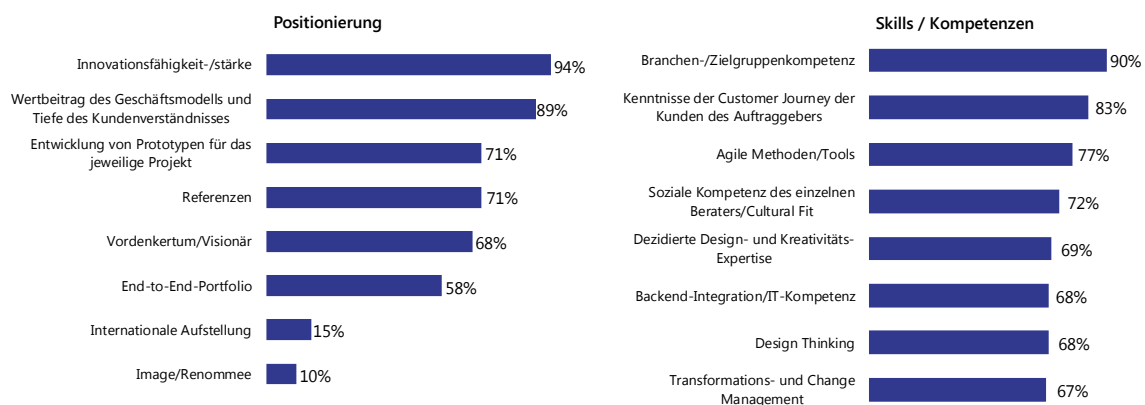 Positionierung
Innovationsfähigkeit-/stärke
94%
Wertbeitrag des Geschäftsmodells und
Tiefe des Kundenverständnisses
89%
Entwicklung von Prototypen für das
jeweilige Projekt
71%
Referenzen
71%
Vordenkertum/Visionär
68%
End-to-End-Portfolio
58%
Internationale Aufstellung
15%
Image/Renommee
10%
Skills / Kompetenzen
Branchen-/Zielgruppenkompetenz
90%
Kenntnisse der Customer Journey der
Kunden des Auftraggebers
83%
Agile Methoden/Tools
77%
Soziale Kompetenz des einzelnen
Beraters/Cultural Fit
72%
Dezidierte Design- und Kreativitäts-
Expertise
69%
Backend-Integration/IT-Kompetenz
68%
Design Thinking
68%
Transformations- und Change
Management
67%